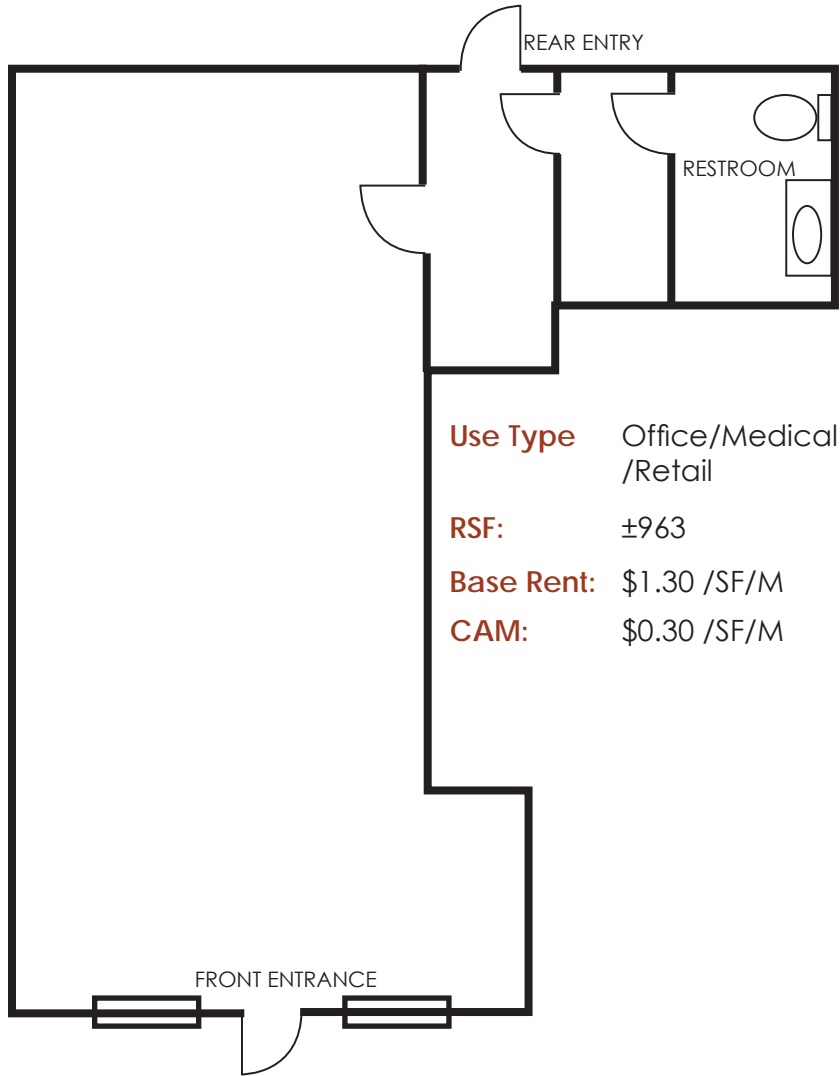 REAR ENTRY
RESTROOM
Use Type Office/Medical
/Retail
RSF: ±963
Base Rent: $1.30 /SF/M
CAM: $0.30 /SF/M
FRONT ENTRANCE